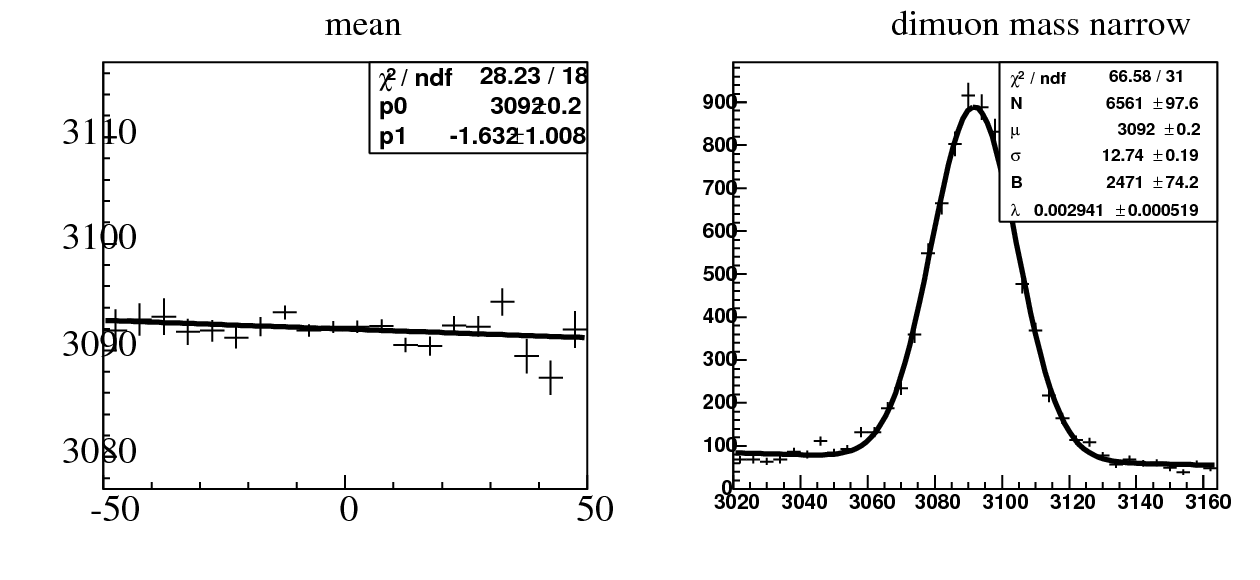 mean
χ² / ndf 28.23 / 18
p0 3092±0.2
p1 -1.632±1.008
3110
3100
3090
3080
-50 0 50
dimuon mass narrow
χ² / ndf 66.58 / 31
N 6561 ±97.6
μ 3092 ±0.2
σ 12.74 ±0.19
B 2471 ±74.2
λ 0.002941 ±0.000519
900
800
700
600
500
400
300
200
100
0
3020 3040 3060 3080 3100 3120 3140 3160